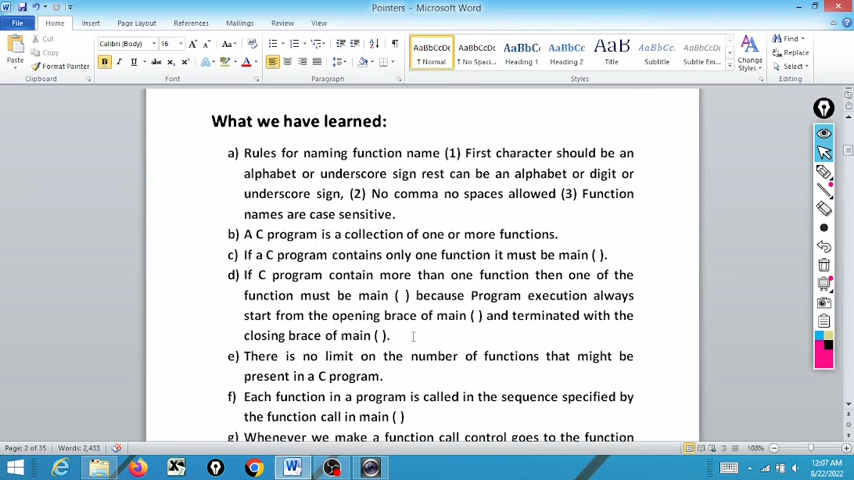 Pointers - Microsoft Word
File Home Insert Page Layout References Mailings Review View
Cut
Copy
Format Painter
Paste
Clipboard
Calibri (Body) 16
Font
Paragraph
AaBbCcDc AaBbCcDc AaBbCc AaBbCc AaB AaBbCc. AaBbCcDc
¶ Normal ¶ No Spaci... Heading 1 Heading 2 Title Subtitle Subtle Em...
Styles
Change
Styles
Find
Replace
Select
Editing
What we have learned:
a) Rules for naming function name (1) First character should be an
alphabet or underscore sign rest can be an alphabet or digit or
underscore sign, (2) No comma no spaces allowed (3) Function
names are case sensitive.
b) A C program is a collection of one or more functions.
c) If a C program contains only one function it must be main ( ).
d) If C program contain more than one function then one of the
function must be main ( ) because Program execution always
start from the opening brace of main ( ) and terminated with the
closing brace of main ( ).
e) There is no limit on the number of functions that might be
present in a C program.
f) Each function in a program is called in the sequence specified by
the function call in main ( )
g) Whenever we make a function call control goes to the function
Page: 2 of 35 Words: 2,433
108%
12:07 AM
8/22/2022